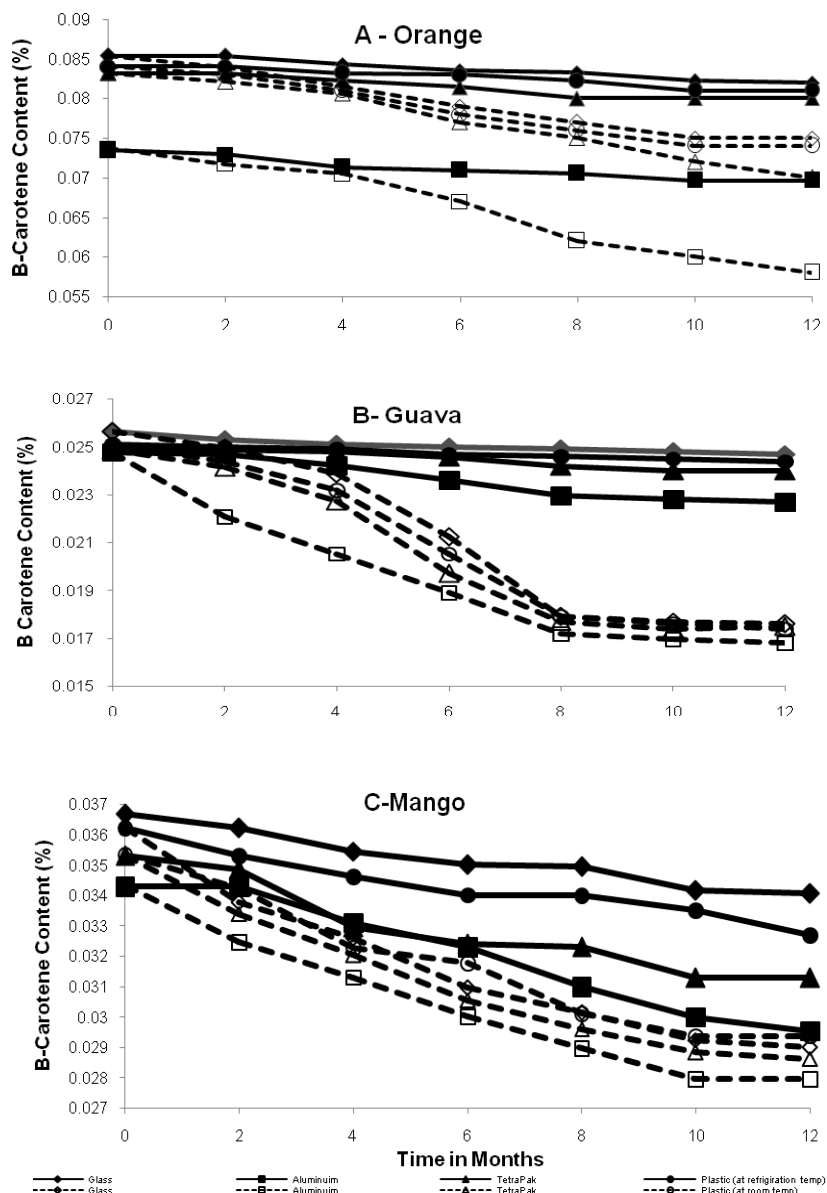 A - Orange
B-Carotene Content (%)
0.09
0.085
0.08
0.075
0.07
0.065
0.06
0.055
0 2 4 6 8 10 12
B- Guava
B Carotene Content (%)
0.027
0.025
0.023
0.021
0.019
0.017
0.015
0 2 4 6 8 10 12
C-Mango
B-Carotene Content (%)
0.037
0.036
0.035
0.034
0.033
0.032
0.031
0.03
0.029
0.028
0.027
0 2 4 6 8 10 12
Time in Months
Glass Aluminuim TetraPak Plastic (at refrigiration temp)
Glass Aluminuim TetraPak Plastic (at room temp)